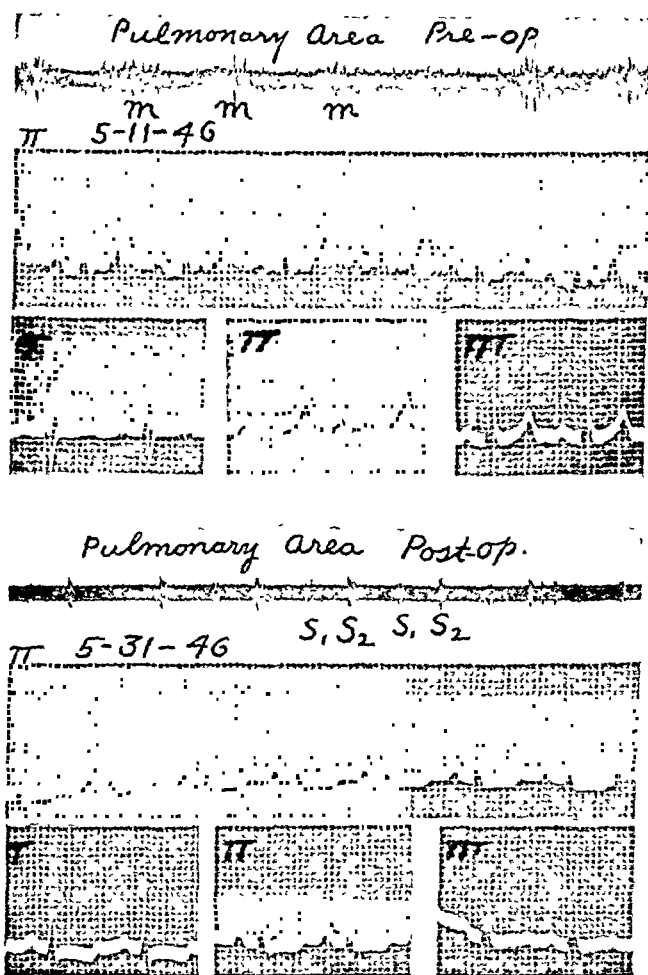 Pulmonary Area Pre-op
m m m
II 5-11-46
II III
Pulmonary Area Post-op.
S₁ S₂ S₁ S₂
II 5-31-46
I II III